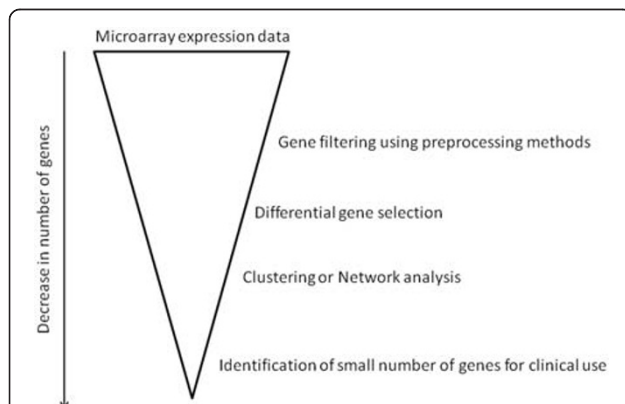 Microarray expression data
Decrease in number of genes
Gene filtering using preprocessing methods
Differential gene selection
Clustering or Network analysis
Identification of small number of genes for clinical use